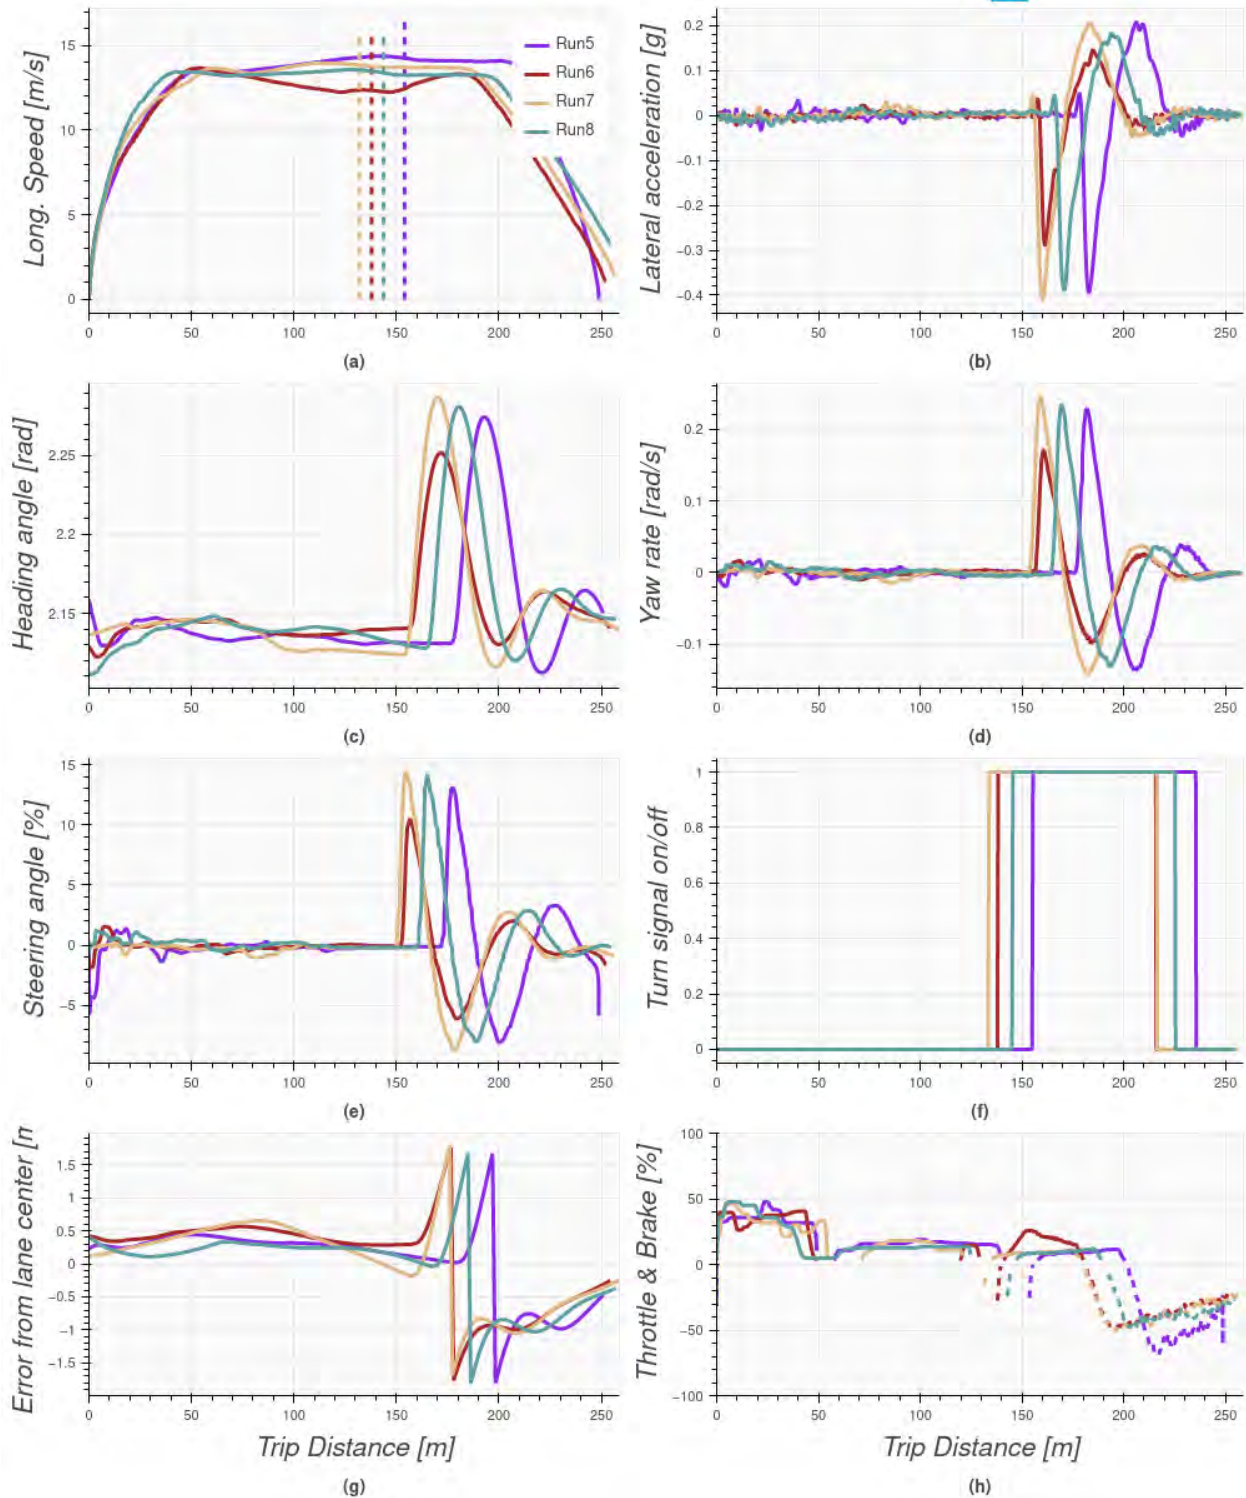 Long. Speed [m/s]
15
10
5
0
Run5
Run6
Run7
Run8
0 50 100 150 200 250
(a)
Lateral acceleration [g]
0.2
0.1
0
−0.1
−0.2
−0.3
−0.4
0 50 100 150 200 250
(b)
Heading angle [rad]
2.25
2.2
2.15
0 50 100 150 200 250
(c)
Yaw rate [rad/s]
0.2
0.1
0
−0.1
0 50 100 150 200 250
(d)
Steering angle [%]
15
10
5
0
−5
0 50 100 150 200 250
(e)
Turn signal on/off
1
0.8
0.6
0.4
0.2
0
0 50 100 150 200 250
(f)
Error from lane center [n
1.5
1
0.5
0
−0.5
−1
−1.5
0 50 100 150 200 250
Trip Distance [m]
(g)
Throttle & Brake [%]
100
50
0
−50
−100
0 50 100 150 200 250
Trip Distance [m]
(h)